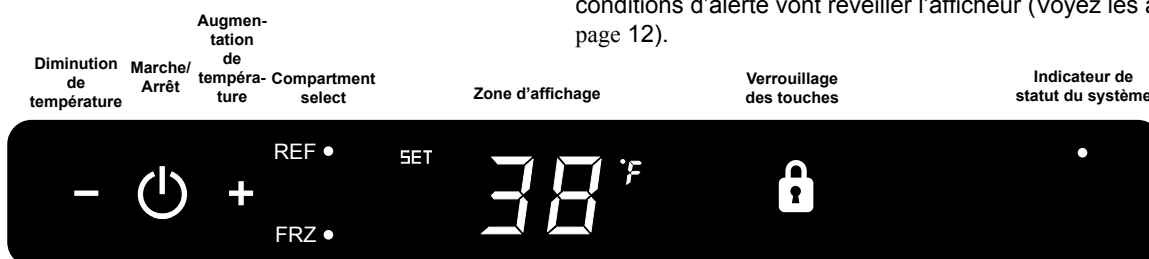 conditions d'alerte vont réveiller l'afficheur (Voyez les
page 12).
Diminution
de
température
Marche/
Arrêt
Augmen-
tation
de
tempéra-
ture
Compartment
select
Zone d'affichage
Verrouillage
des touches
Indicateur de
statut du système
REF
SET
38 °F
FRZ